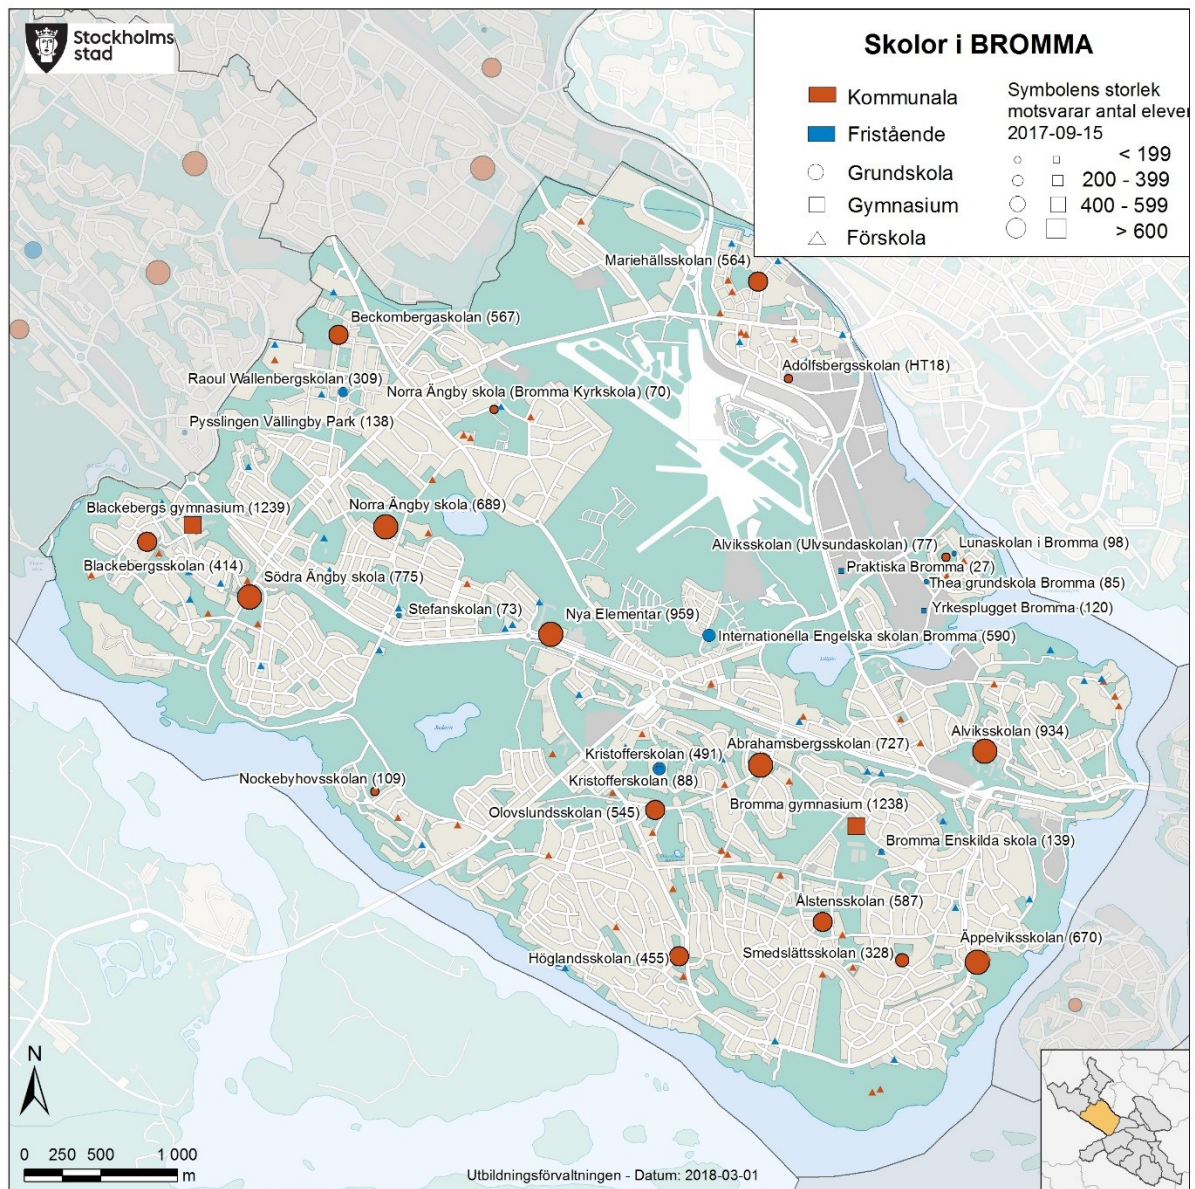 Stockholms
stad
Skolor i BROMMA
Kommunala
Fristående
Grundskola
Gymnasium
Förskola
Symbolens storlek
motsvarar antal elever
2017-09-15
< 199
200 - 399
400 - 599
> 600
Mariehällsskolan (564)
Beckombergaskolan (567)
Adolfsbergsskolan (HT18)
Raoul Wallenbergskolan (309)
Norra Ängby skola (Bromma Kyrkskola) (70)
Pysslingen Vällingby Park (138)
Blackebergs gymnasium (1239)
Norra Ängby skola (689)
Alviksskolan (Ulvsundaskolan) (77)
Lunaskolan i Bromma (98)
Blackebergsskolan (414)
Praktiska Bromma (27)
Södra Ängby skola (775)
Thea grundskola Bromma (85)
Stefanskolan (73)
Nya Elementar (959)
Yrkesplugget Bromma (120)
Internationella Engelska skolan Bromma (590)
Judarn
Alviksskolan (934)
Abrahamsbergsskolan (727)
Kristofferskolan (491)
Nockebyhovsskolan (109)
Kristofferskolan (88)
Olovslundsskolan (545)
Bromma gymnasium (1238)
Bromma Enskilda skola (139)
Ålstensskolan (587)
Äppelviksskolan (670)
Smedslättsskolan (328)
Höglandsskolan (455)
N
0 250 500 1 000
m
Utbildningsförvaltningen - Datum: 2018-03-01